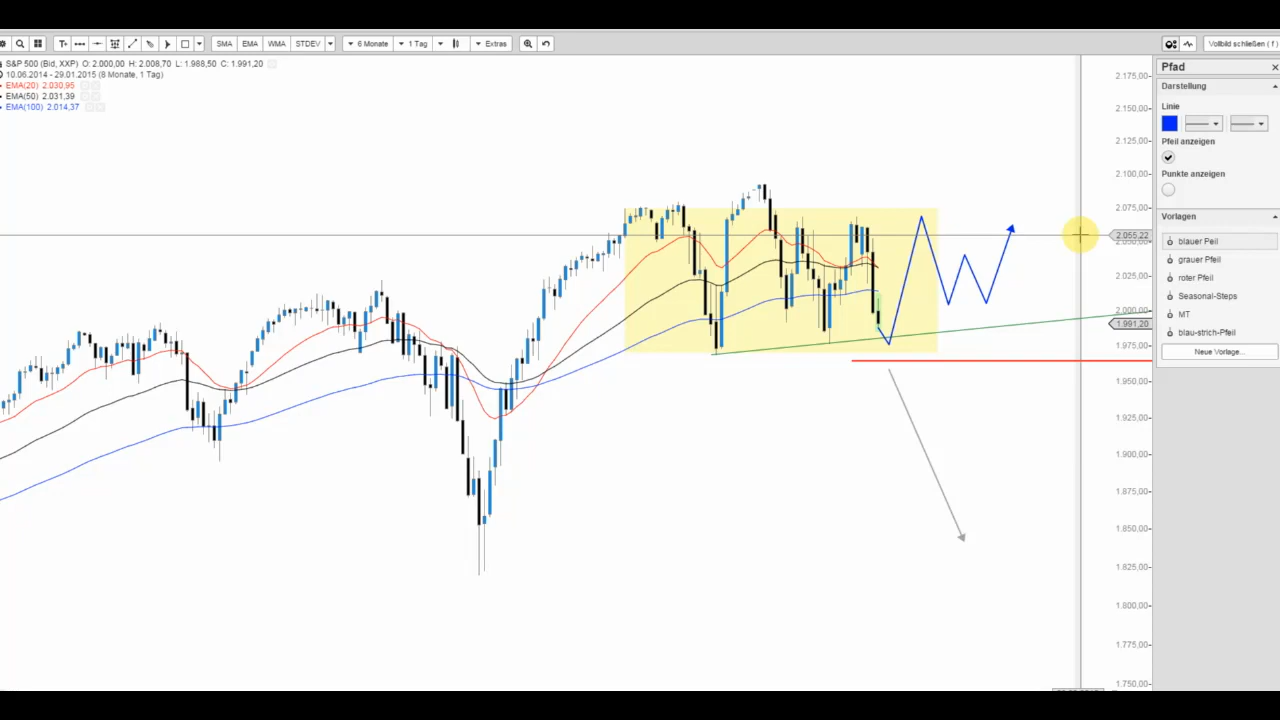 SMA EMA WMA STDEV 6 Monate 1 Tag Extras Vollbild schließen ( f )
S&P 500 (Bid, XXP) O: 2.000,00 H: 2.008,70 L: 1.988,50 C: 1.991,20
10.06.2014 - 29.01.2015 (8 Monate, 1 Tag)
EMA(20) 2.030,95
EMA(50) 2.031,39
EMA(100) 2.014,37
2.175,00
2.150,00
2.125,00
2.100,00
2.075,00
2.055,22
2.025,00
2.000,00
1.991,20
1.975,00
1.950,00
1.925,00
1.900,00
1.875,00
1.850,00
1.825,00
1.800,00
1.775,00
1.750,00
Pfad
Darstellung
Linie
Pfeil anzeigen
Punkte anzeigen
Vorlagen
blauer Peil
grauer Pfeil
roter Pfeil
Seasonal-Steps
MT
blau-strich-Pfeil
Neue Vorlage...